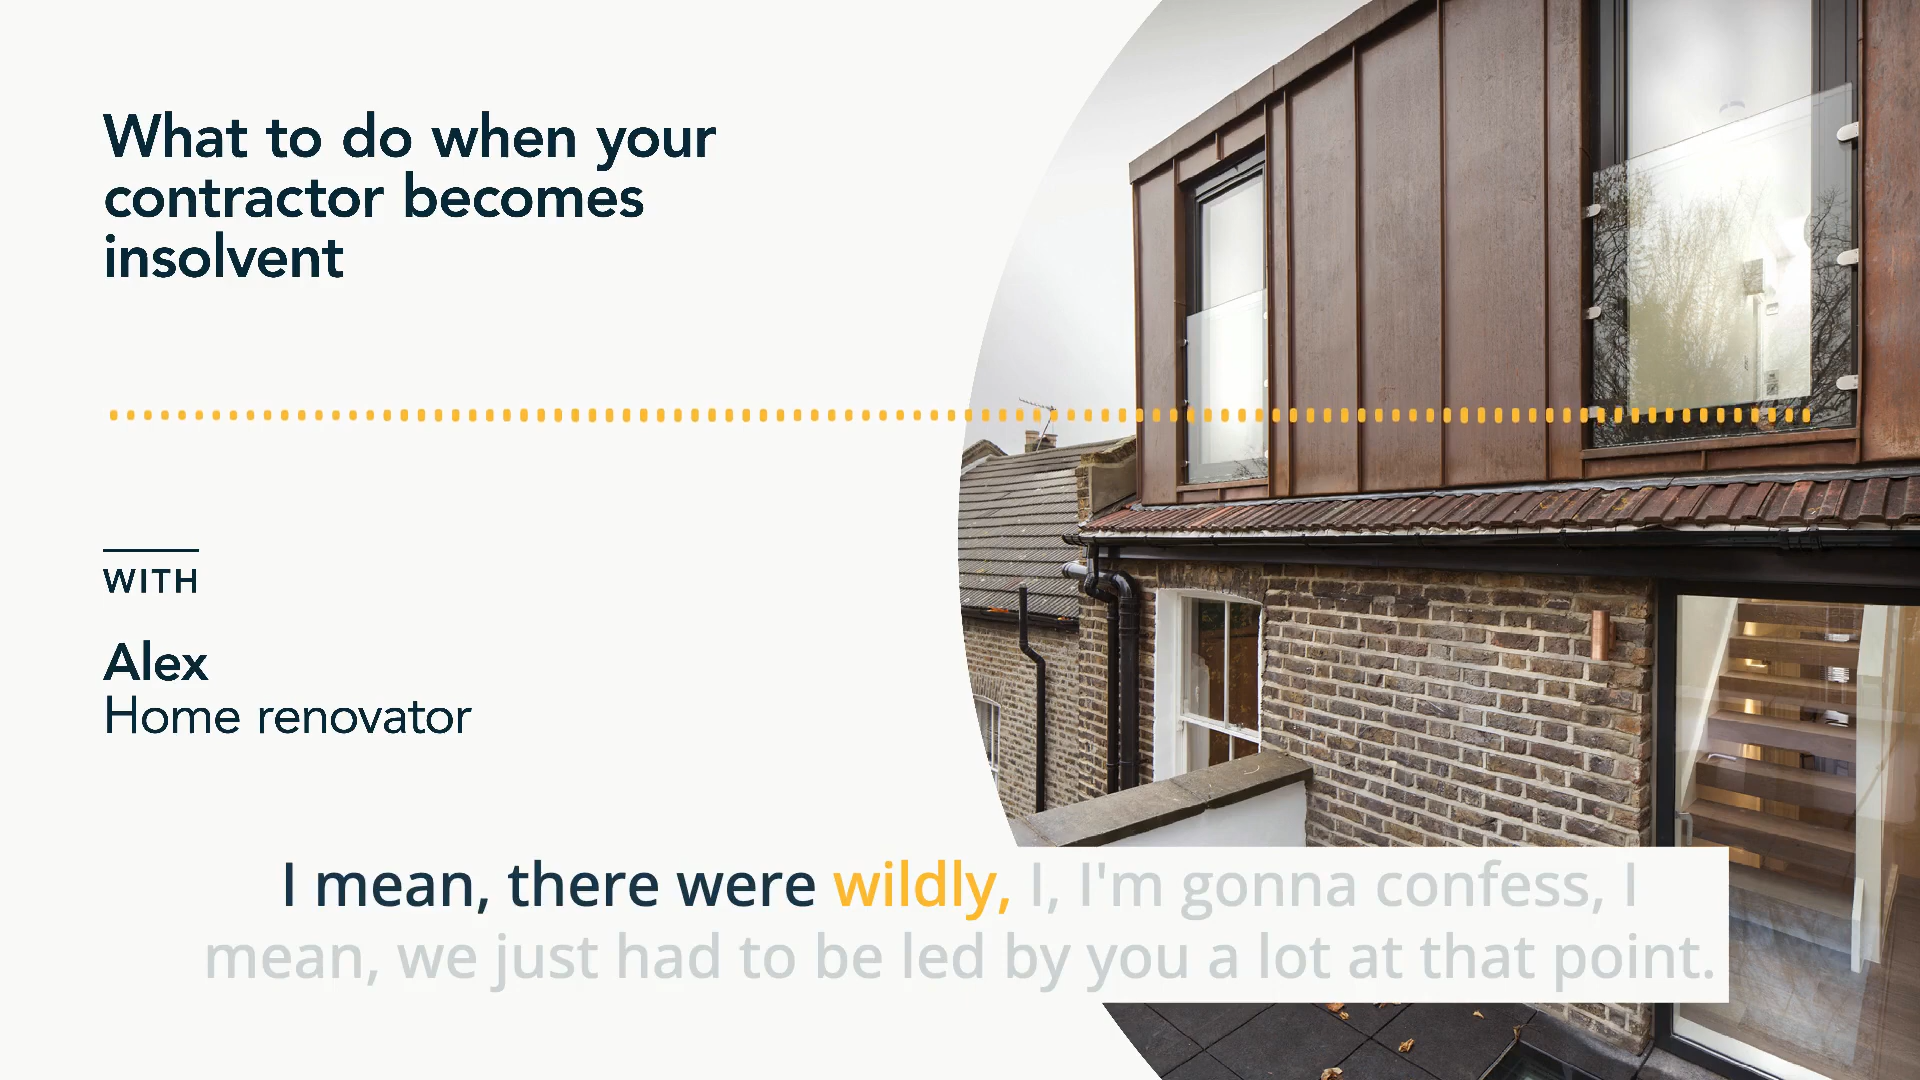 What to do when your
contractor becomes
insolvent
WITH
Alex
Home renovator
I mean, there were wildly, I, I'm gonna confess, I
mean, we just had to be led by you a lot at that point.